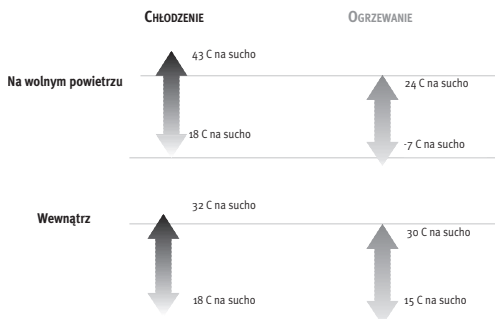 CHŁODZENIE OGRZEWANIE
43 C na sucho
Na wolnym powietrzu 24 C na sucho
18 C na sucho
-7 C na sucho
32 C na sucho
Wewnątrz
30 C na sucho
18 C na sucho 15 C na sucho